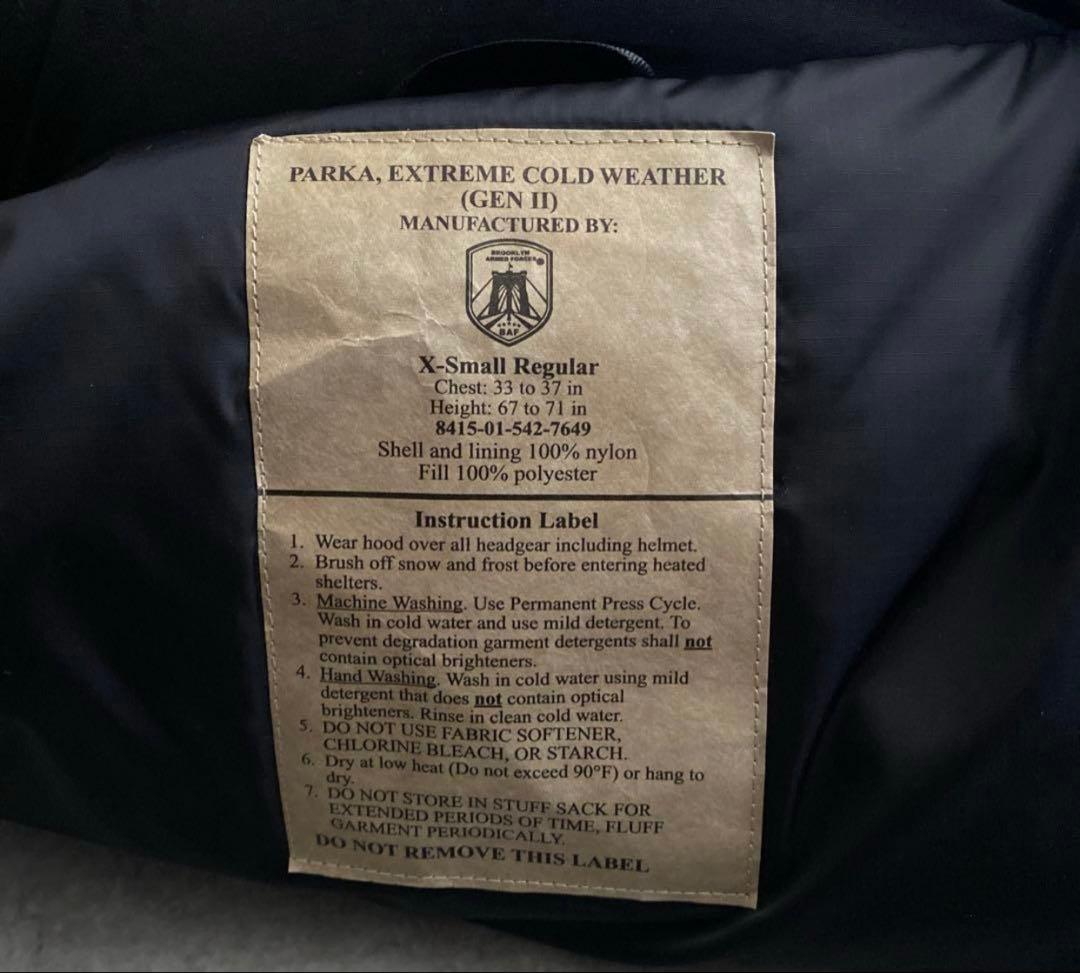 PARKA, EXTREME COLD WEATHER
(GEN II)
MANUFACTURED BY:
BROOKLYN
ARMED FORCES
BAF
X-Small Regular
Chest: 33 to 37 in
Height: 67 to 71 in
8415-01-542-7649
Shell and lining 100% nylon
Fill 100% polyester
Instruction Label
1. Wear hood over all headgear including helmet.
2. Brush off snow and frost before entering heated
shelters.
3. Machine Washing. Use Permanent Press Cycle.
Wash in cold water and use mild detergent. To
prevent degradation garment detergents shall not
contain optical brighteners.
4. Hand Washing. Wash in cold water using mild
detergent that does not contain optical
brighteners. Rinse in clean cold water.
5. DO NOT USE FABRIC SOFTENER,
CHLORINE BLEACH, OR STARCH.
6. Dry at low heat (Do not exceed 90°F) or hang to
dry.
7. DO NOT STORE IN STUFF SACK FOR
EXTENDED PERIODS OF TIME, FLUFF
GARMENT PERIODICALLY.
DO NOT REMOVE THIS LABEL